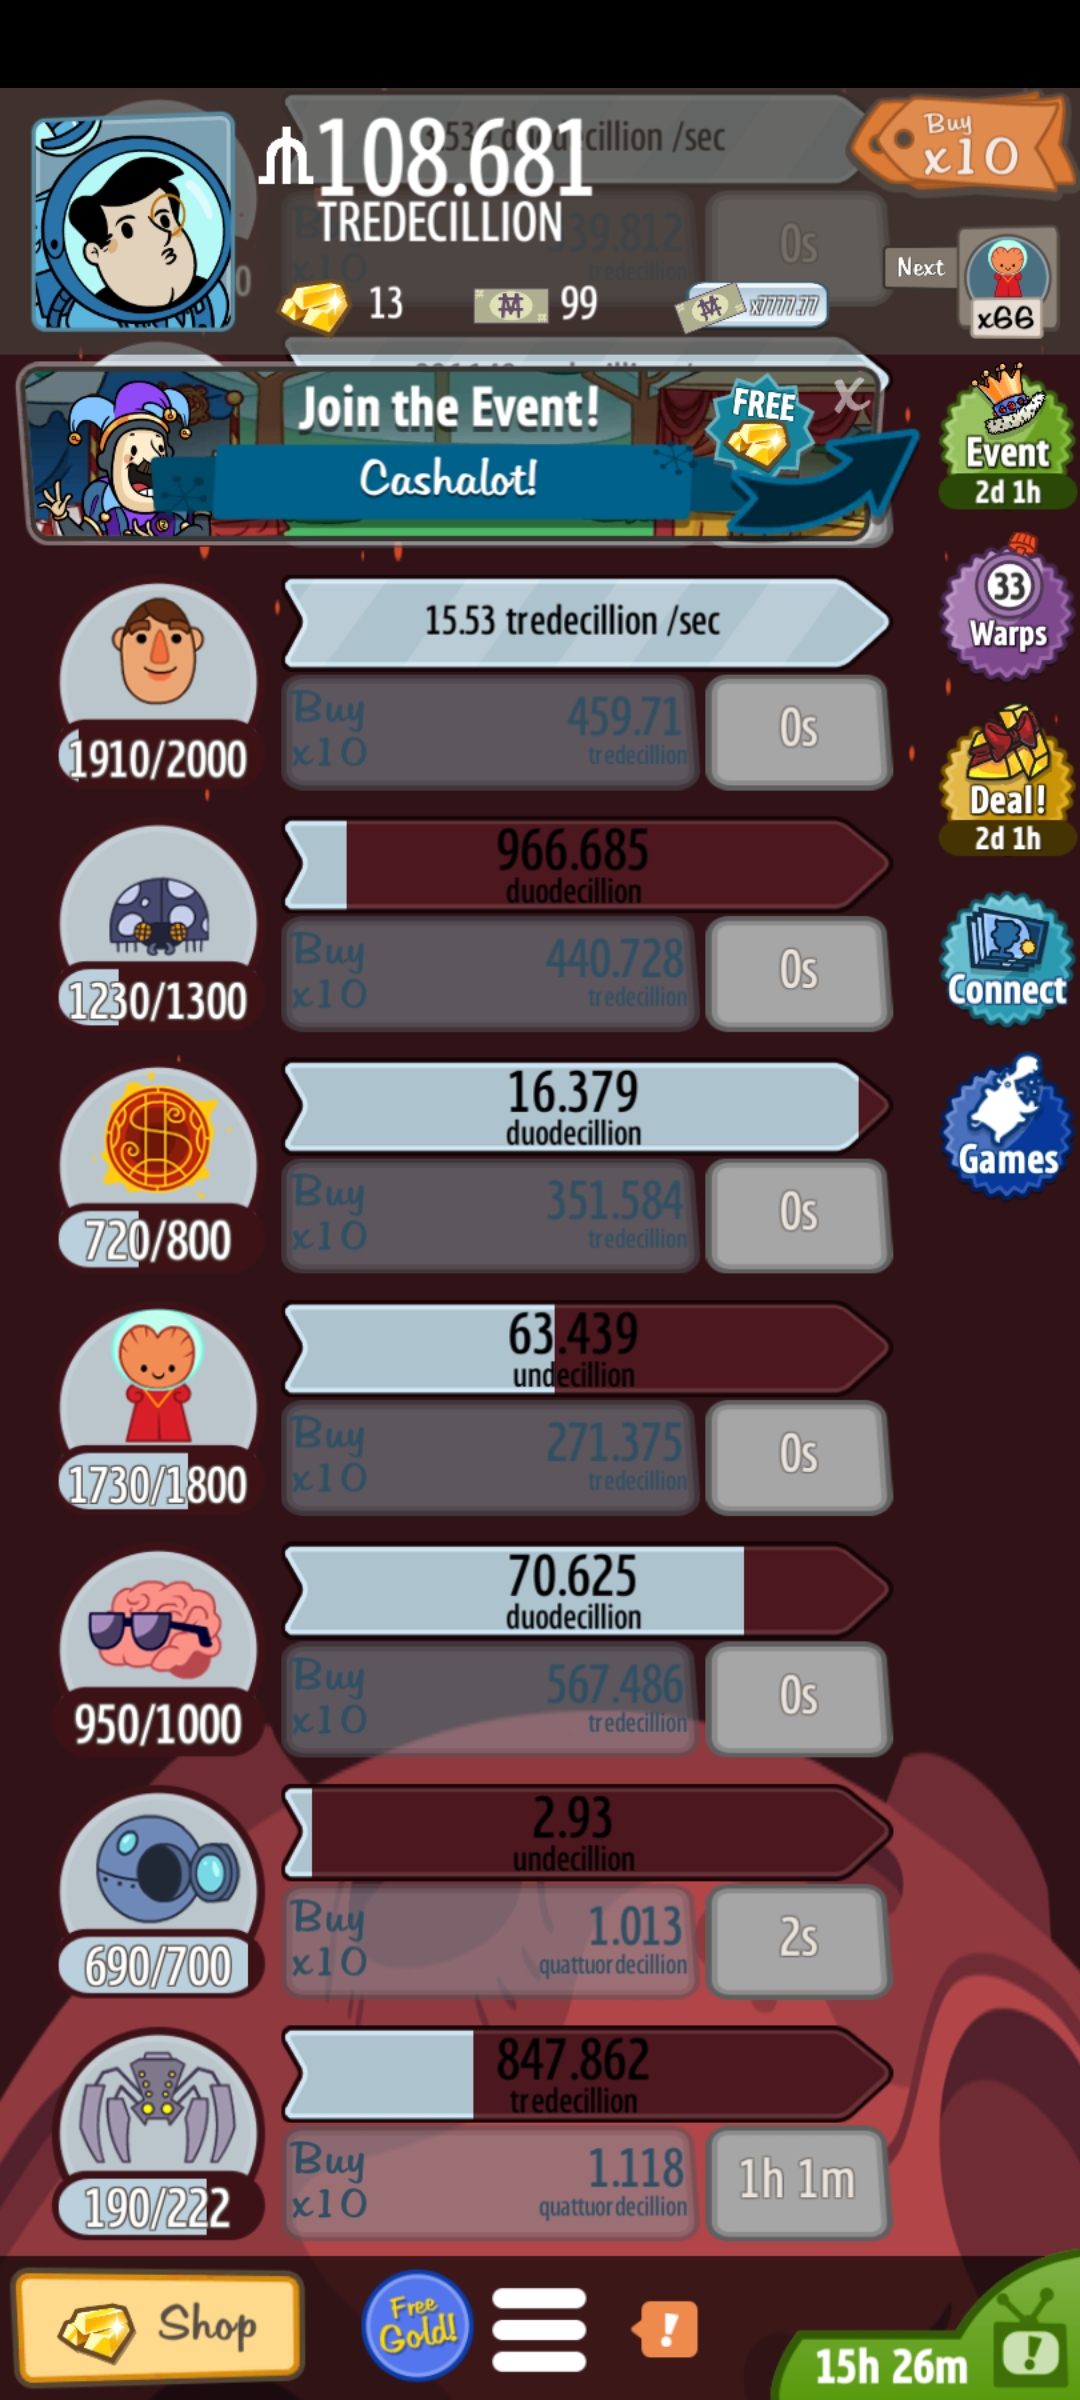 108.681
TREDECILLION
13
99
x7777.77
Buy
x10
Next
x66
39.812
tredecillion
0s
Join the Event!
FREE
X
Cashalot!
Event
2d 1h
15.53 tredecillion /sec
Buy
x10
459.71
tredecillion
0s
1910/2000
33
Warps
Deal!
2d 1h
966.685
duodecillion
Buy
x10
440.728
tredecillion
0s
1230/1300
Connect
16.379
duodecillion
Buy
x10
351.584
tredecillion
0s
720/800
Games
63.439
undecillion
Buy
x10
271.375
tredecillion
0s
1730/1800
70.625
duodecillion
Buy
x10
567.486
tredecillion
0s
950/1000
2.93
undecillion
Buy
x10
1.013
quattuordecillion
2s
690/700
847.862
tredecillion
Buy
x10
1.118
quattuordecillion
1h 1m
190/222
Shop
Free
Gold!
!
15h 26m
!